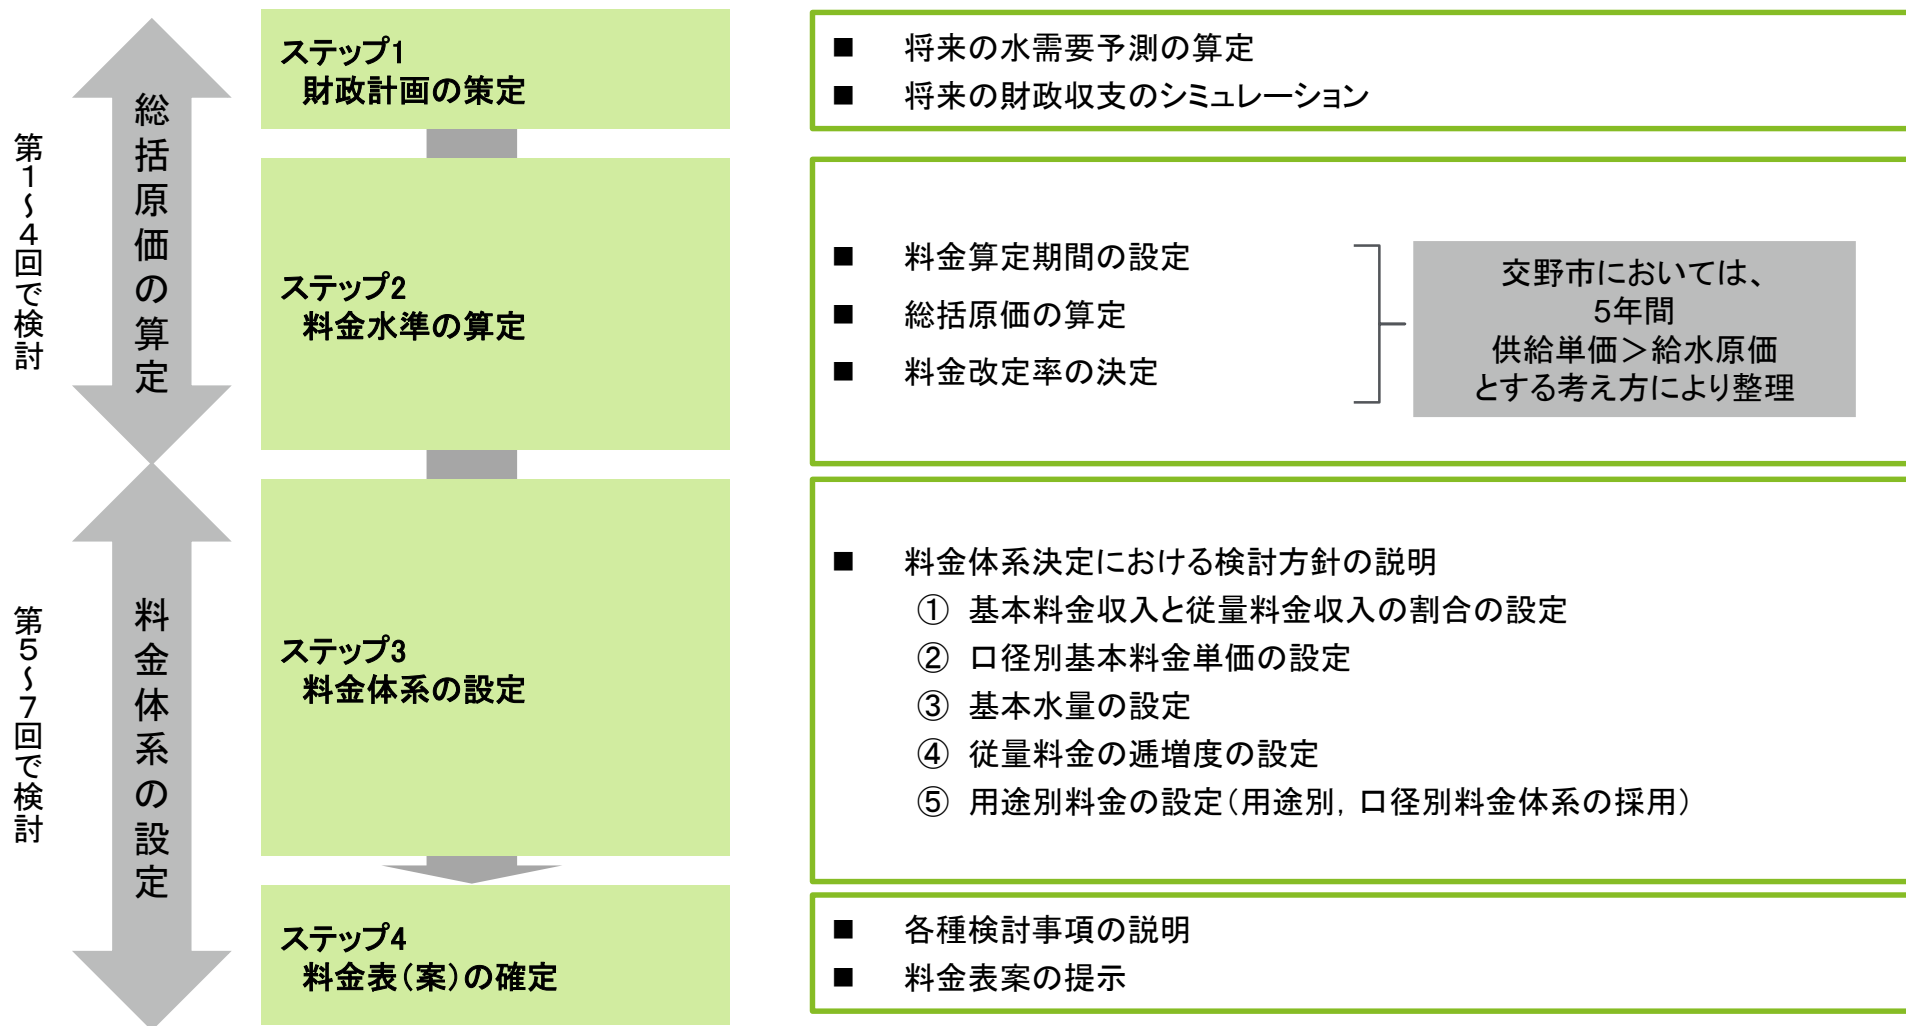 第1～4回で検討
総括原価の算定
ステップ1
財政計画の策定
■ 将来の水需要予測の算定
■ 将来の財政収支のシミュレーション
ステップ2
料金水準の算定
■ 料金算定期間の設定
■ 総括原価の算定
■ 料金改定率の決定
交野市においては、
5年間
供給単価＞給水原価
とする考え方により整理
第5～7回で検討
料金体系の設定
ステップ3
料金体系の設定
■ 料金体系決定における検討方針の説明
① 基本料金収入と従量料金収入の割合の設定
② 口径別基本料金単価の設定
③ 基本水量の設定
④ 従量料金の逓増度の設定
⑤ 用途別料金の設定（用途別，口径別料金体系の採用）
ステップ4
料金表（案）の確定
■ 各種検討事項の説明
■ 料金表案の提示